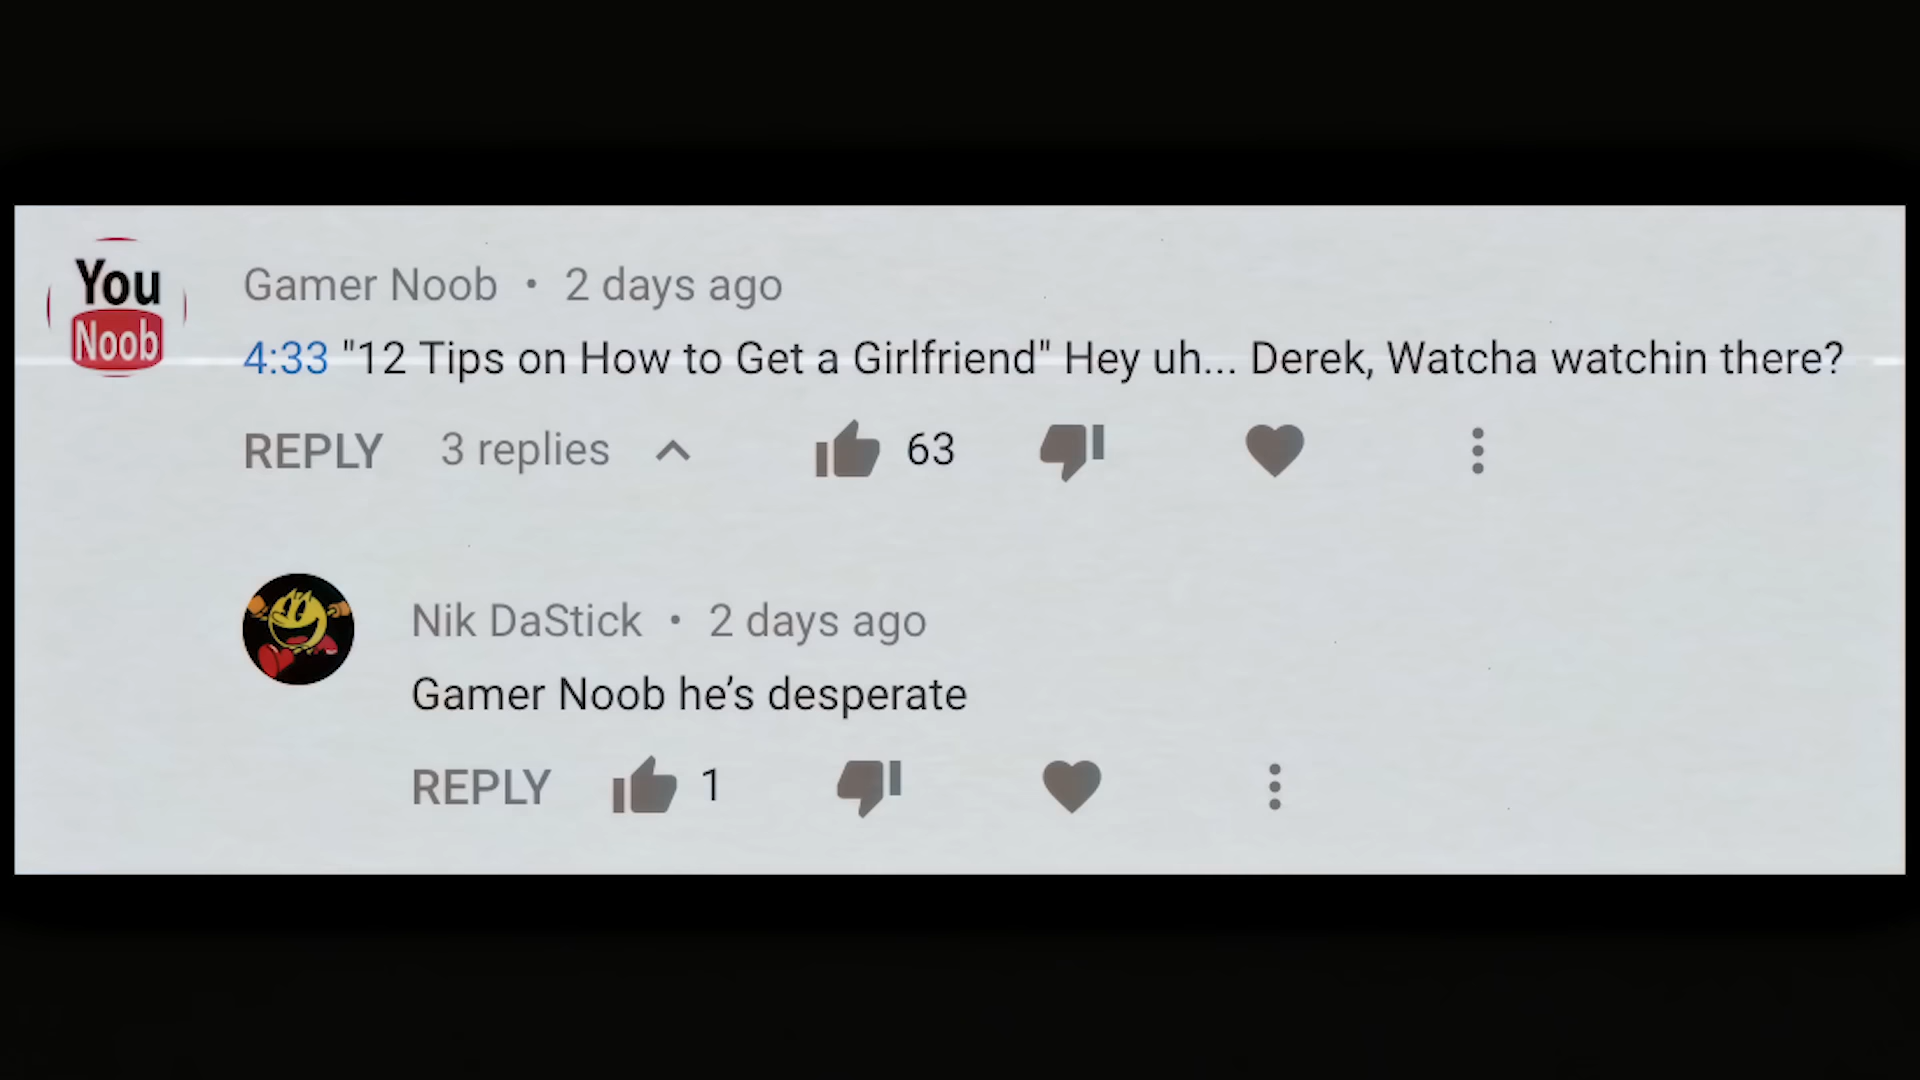 You
Noob
Gamer Noob • 2 days ago
4:33 "12 Tips on How to Get a Girlfriend" Hey uh... Derek, Watcha watchin there?
REPLY 3 replies 63
Nik DaStick • 2 days ago
Gamer Noob he’s desperate
REPLY 1